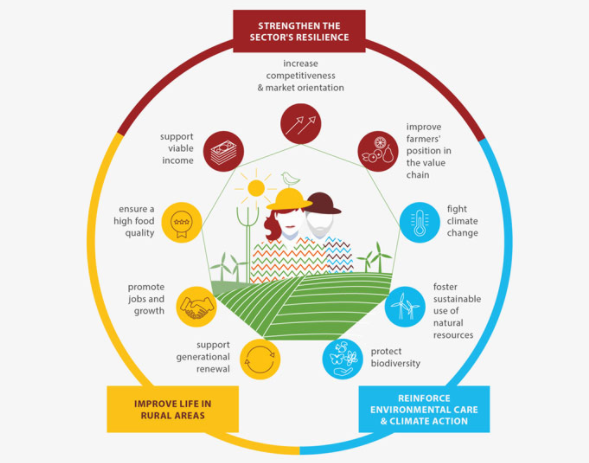 STRENGTHEN THE
SECTOR'S RESILIENCE
increase
competitiveness
& market orientation
support
viable
income
improve
farmers'
position in
the value
chain
ensure a
high food
quality
fight
climate
change
promote
jobs and
growth
foster
sustainable
use of
natural
resources
support
generational
renewal
protect
biodiversity
IMPROVE LIFE IN
RURAL AREAS
REINFORCE
ENVIRONMENTAL CARE
& CLIMATE ACTION